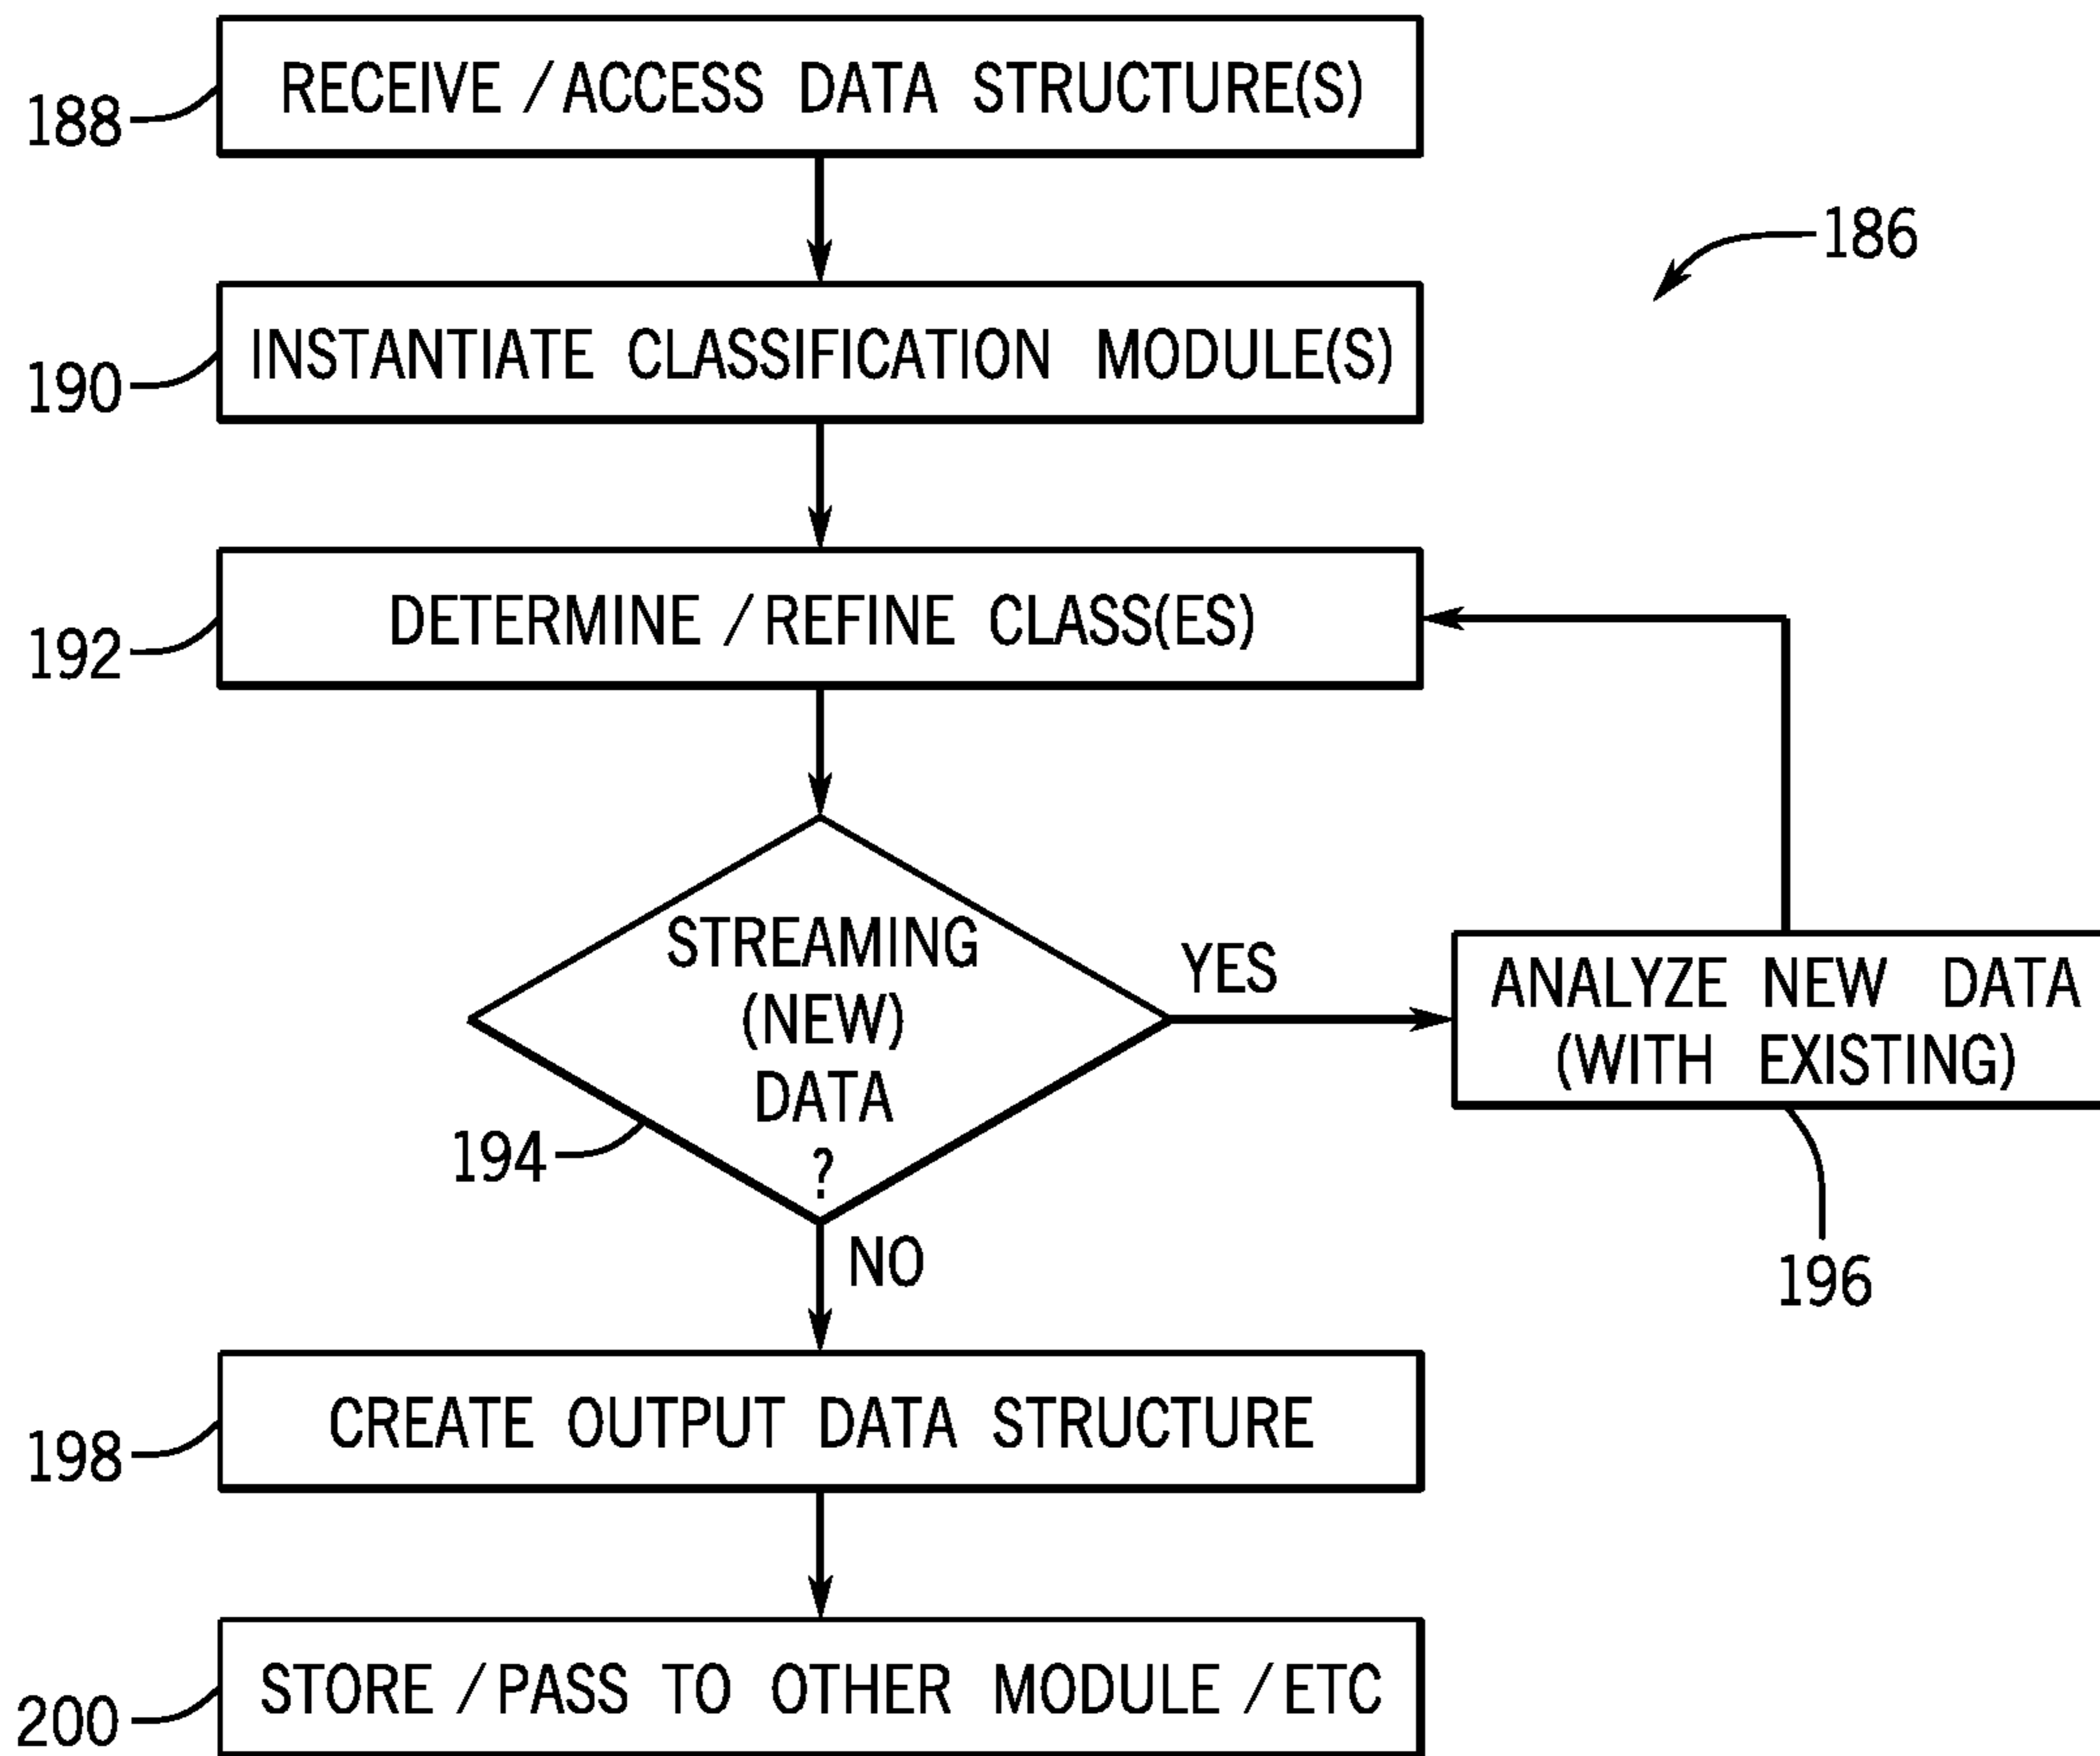 RECEIVE / ACCESS DATA STRUCTURE(S)
188
186
INSTANTIATE CLASSIFICATION MODULE(S)
190
DETERMINE / REFINE CLASS(ES)
192
STREAMING
(NEW)
DATA
?
194
YES
ANALYZE NEW DATA
(WITH EXISTING)
196
NO
CREATE OUTPUT DATA STRUCTURE
198
STORE / PASS TO OTHER MODULE / ETC
200